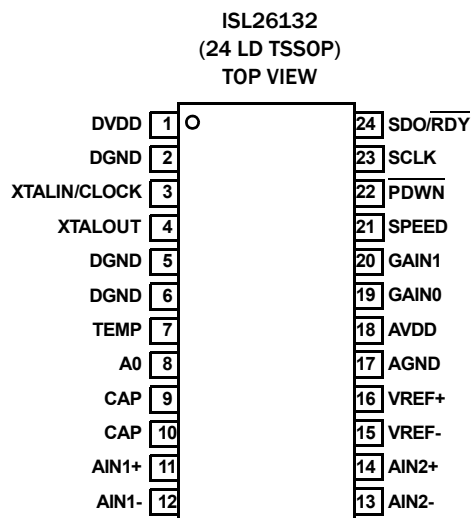 ISL26132
(24 LD TSSOP)
TOP VIEW
DVDD 1 24 SDO/RDY
DGND 2 23 SCLK
XTALIN/CLOCK 3 22 PDWN
XTALOUT 4 21 SPEED
DGND 5 20 GAIN1
DGND 6 19 GAIN0
TEMP 7 18 AVDD
A0 8 17 AGND
CAP 9 16 VREF+
CAP 10 15 VREF-
AIN1+ 11 14 AIN2+
AIN1- 12 13 AIN2-